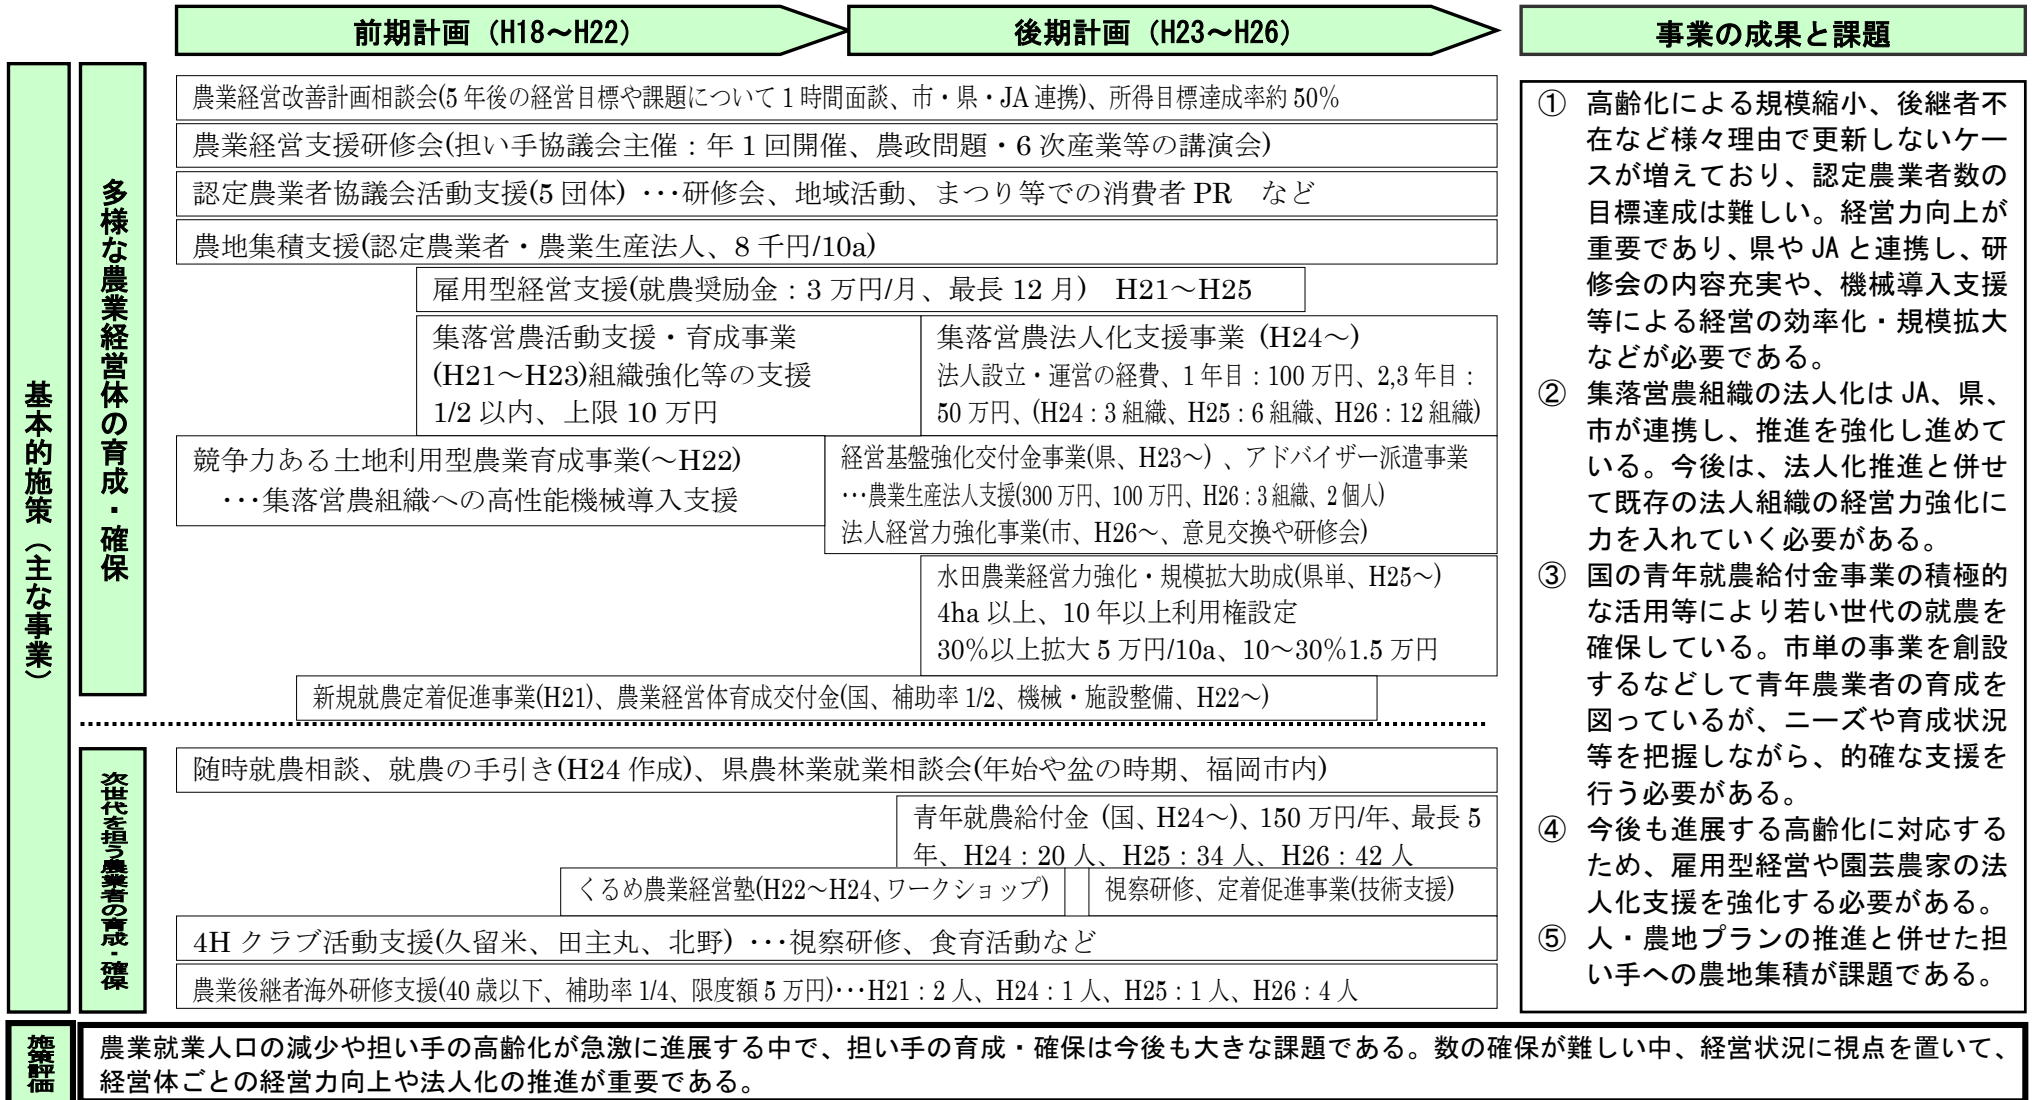 前期計画（H18～H22）
後期計画（H23～H26）
事業の成果と課題
基本的施策（主な事業）
多様な農業経営体の育成・確保
農業経営改善計画相談会(5年後の経営目標や課題について1時間面談、市・県・JA連携)、所得目標達成率約50%
農業経営支援研修会(担い手協議会主催：年1回開催、農政問題・6次産業等の講演会)
認定農業者協議会活動支援(5団体) ･･･研修会、地域活動、まつり等での消費者PR　など
農地集積支援(認定農業者・農業生産法人、8千円/10a)
雇用型経営支援(就農奨励金：3万円/月、最長12月)　H21～H25
集落営農活動支援・育成事業
(H21～H23)組織強化等の支援
1/2以内、上限10万円
集落営農法人化支援事業 (H24～)
法人設立・運営の経費、1年目：100万円、2,3年目：
50万円、(H24：3組織、H25：6組織、H26：12組織)
競争力ある土地利用型農業育成事業(～H22)
･･･集落営農組織への高性能機械導入支援
経営基盤強化交付金事業(県、H23～) 、アドバイザー派遣事業
･･･農業生産法人支援(300万円、100万円、H26：3組織、2個人)
法人経営力強化事業(市、H26～、意見交換や研修会)
水田農業経営力強化・規模拡大助成(県単、H25～)
4ha以上、10年以上利用権設定
30%以上拡大5万円/10a、10～30%1.5万円
新規就農定着促進事業(H21)、農業経営体育成交付金(国、補助率1/2、機械・施設整備、H22～)
次世代を担う農業者の育成・確保
随時就農相談、就農の手引き(H24作成)、県農林業就業相談会(年始や盆の時期、福岡市内)
青年就農給付金 (国、H24～)、150万円/年、最長5
年、H24：20人、H25：34人、H26：42人
くるめ農業経営塾(H22～H24、ワークショップ)
視察研修、定着促進事業(技術支援)
4Hクラブ活動支援(久留米、田主丸、北野) ･･･視察研修、食育活動など
農業後継者海外研修支援(40歳以下、補助率1/4、限度額5万円)･･･H21：2人、H24：1人、H25：1人、H26：4人
① 高齢化による規模縮小、後継者不
在など様々理由で更新しないケー
スが増えており、認定農業者数の
目標達成は難しい。経営力向上が
重要であり、県やJAと連携し、研
修会の内容充実や、機械導入支援
等による経営の効率化・規模拡大
などが必要である。
② 集落営農組織の法人化はJA、県、
市が連携し、推進を強化し進めて
いる。今後は、法人化推進と併せ
て既存の法人組織の経営力強化に
力を入れていく必要がある。
③ 国の青年就農給付金事業の積極的
な活用等により若い世代の就農を
確保している。市単の事業を創設
するなどして青年農業者の育成を
図っているが、ニーズや育成状況
等を把握しながら、的確な支援を
行う必要がある。
④ 今後も進展する高齢化に対応する
ため、雇用型経営や園芸農家の法
人化支援を強化する必要がある。
⑤ 人・農地プランの推進と併せた担
い手への農地集積が課題である。
施策評価
農業就業人口の減少や担い手の高齢化が急激に進展する中で、担い手の育成・確保は今後も大きな課題である。数の確保が難しい中、経営状況に視点を置いて、
経営体ごとの経営力向上や法人化の推進が重要である。